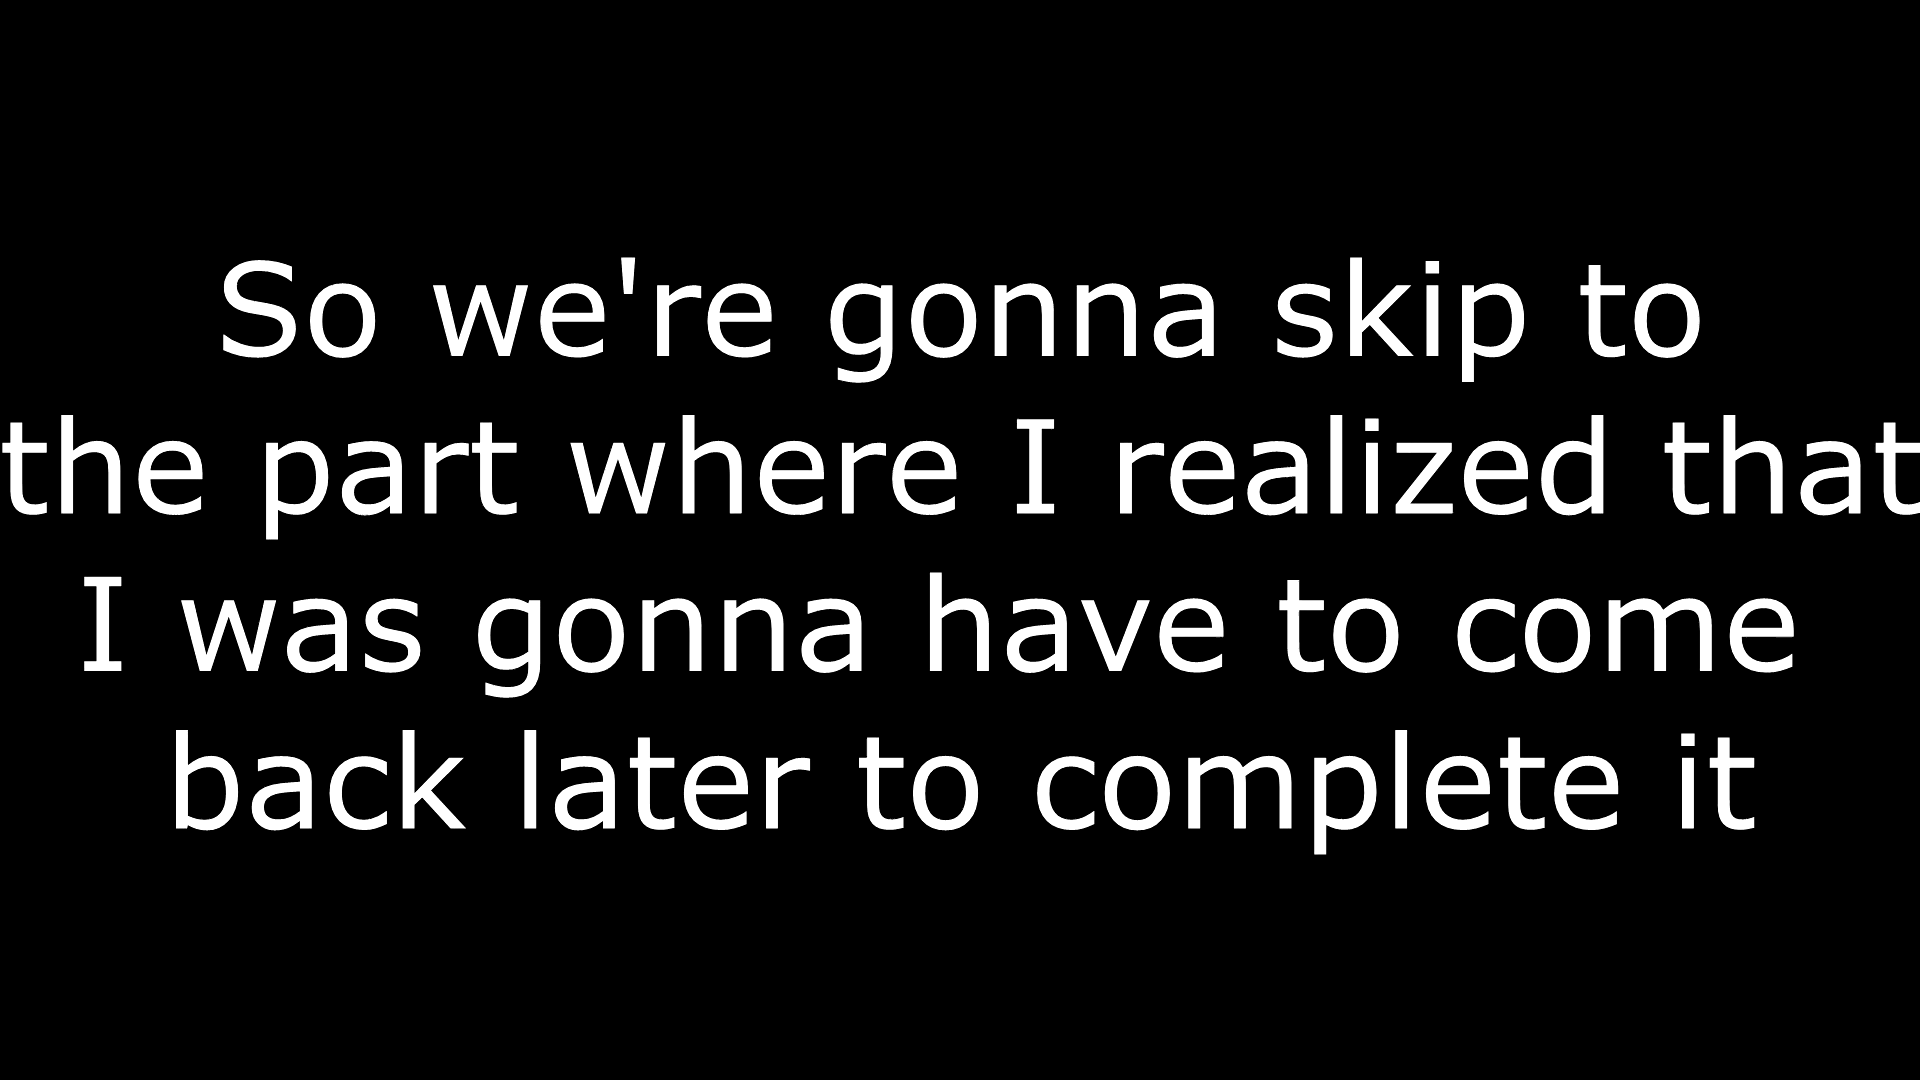 So we're gonna skip to
the part where I realized that
I was gonna have to come
back later to complete it